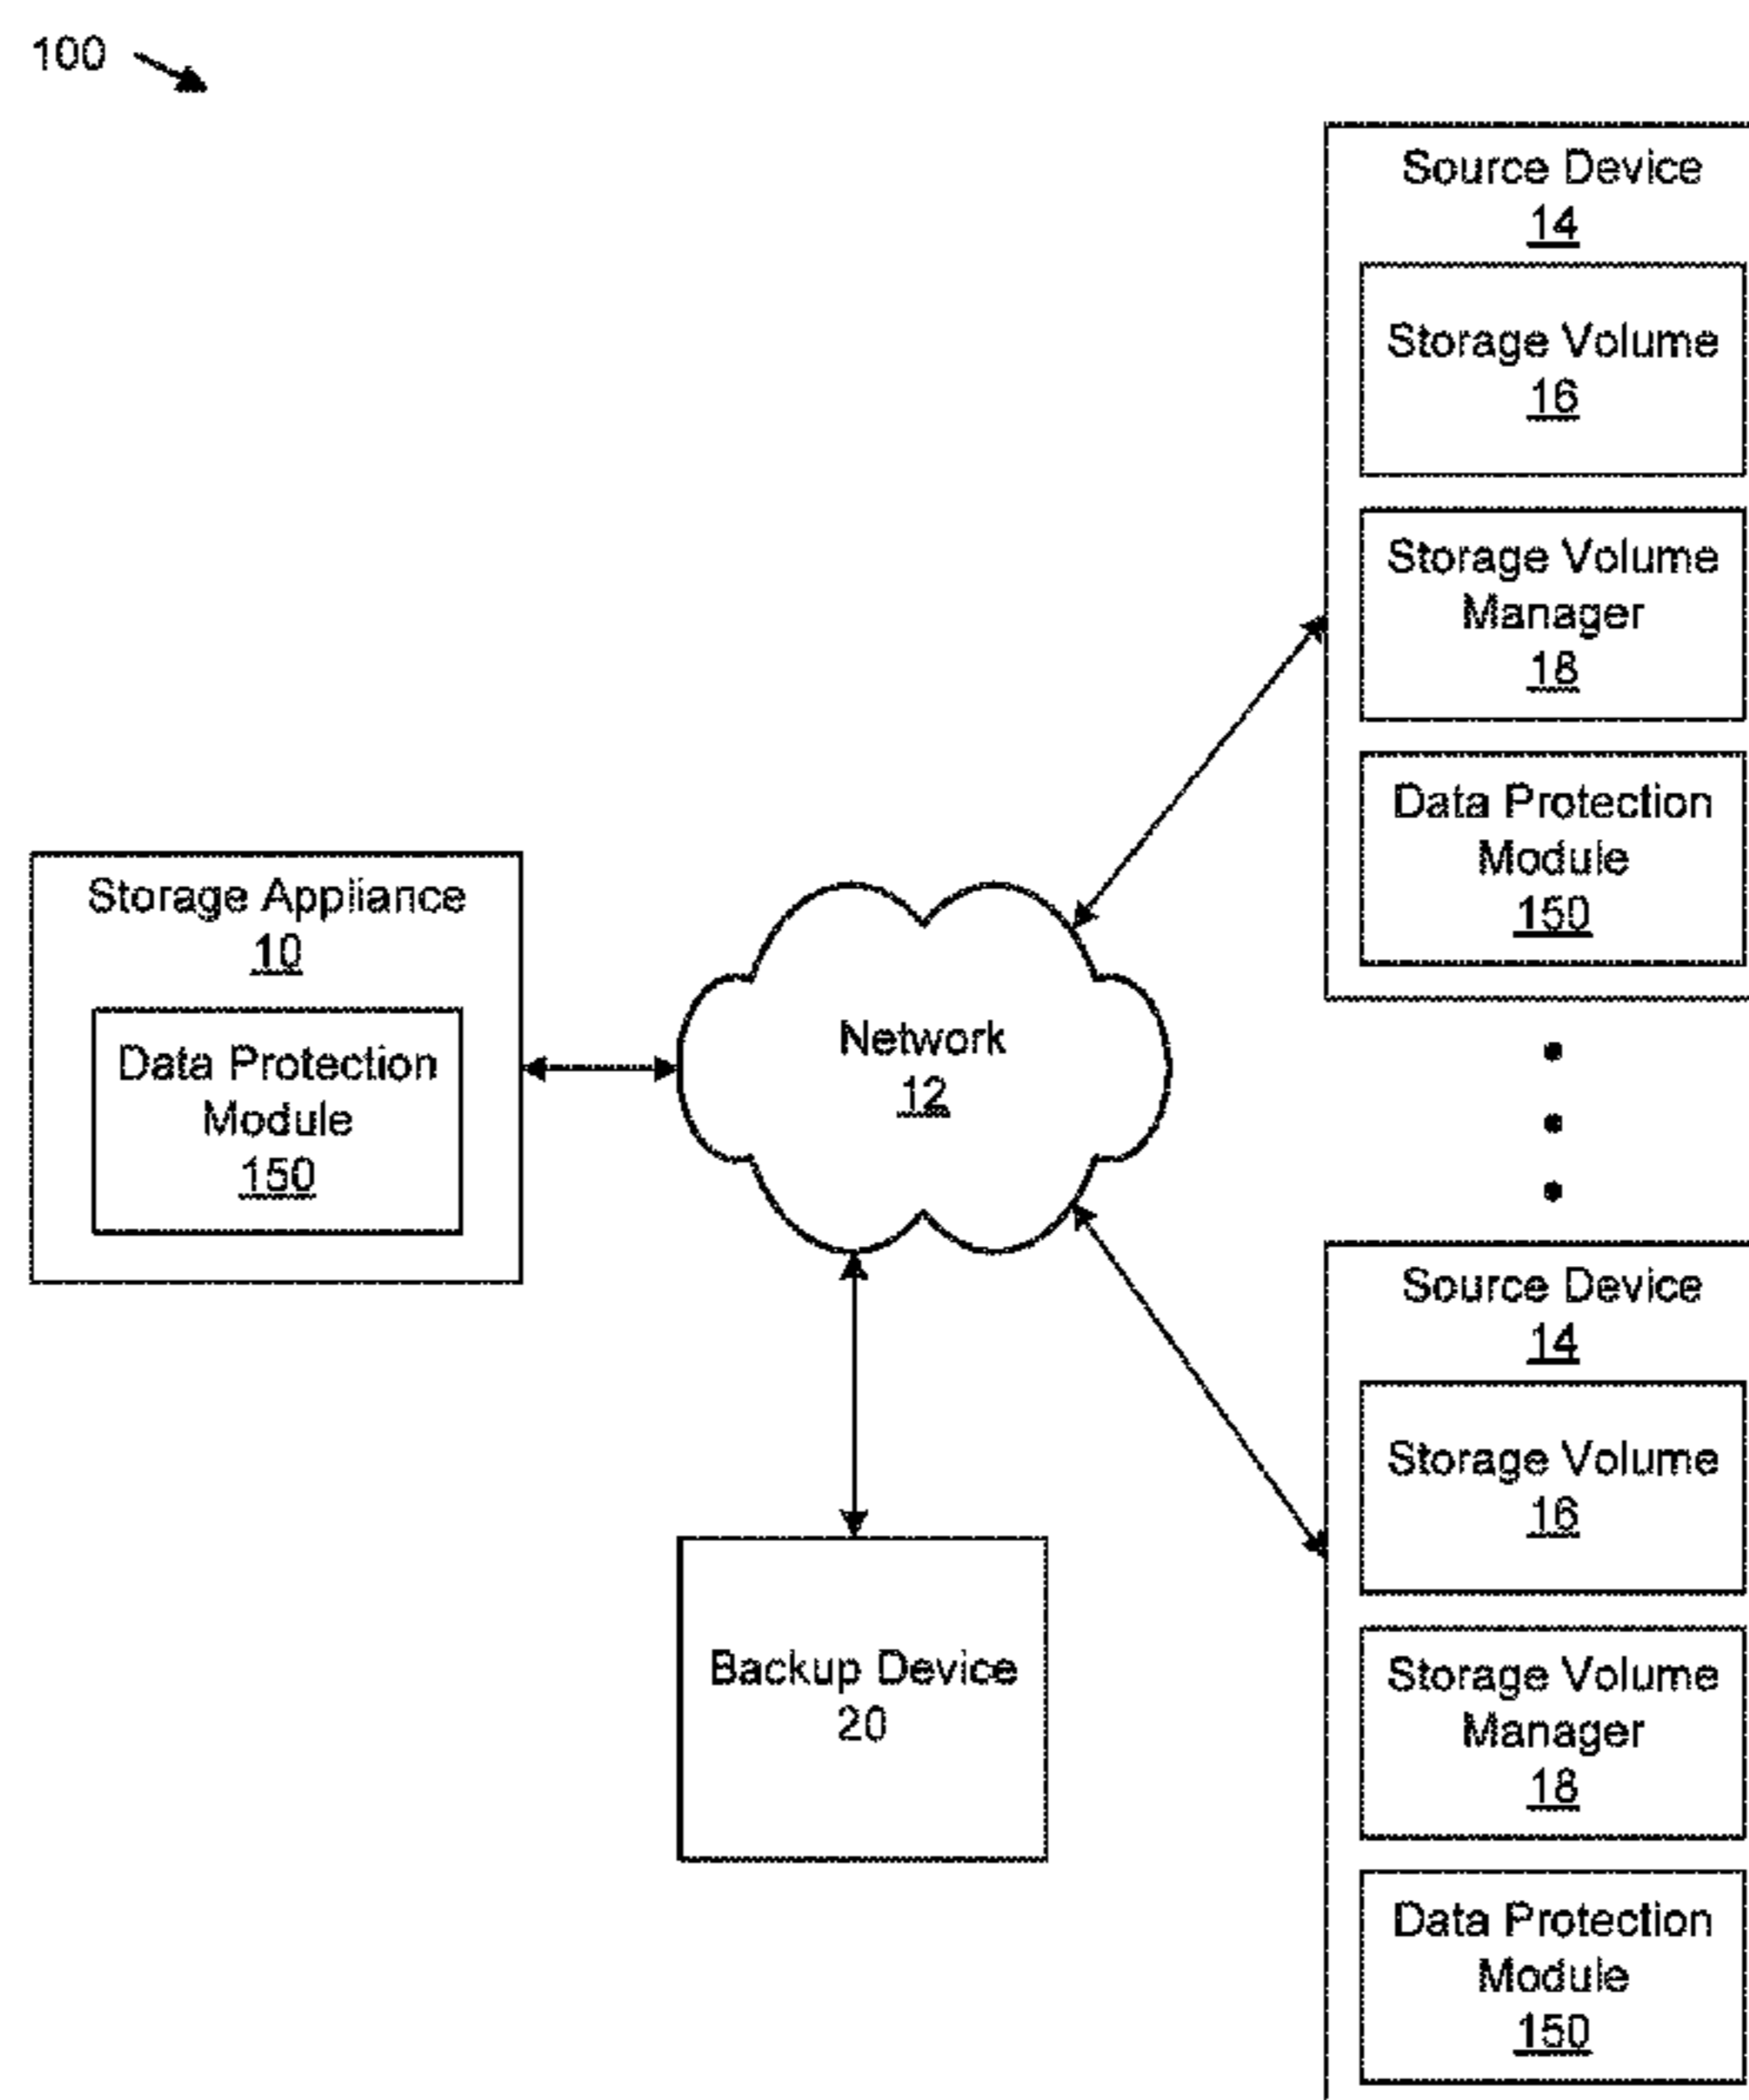 100
Source Device
14
Storage Volume
16
Storage Volume
Manager
18
Data Protection
Module
150
Storage Appliance
10
Data Protection
Module
150
Network
12
Source Device
14
Storage Volume
16
Storage Volume
Manager
18
Data Protection
Module
150
Backup Device
20